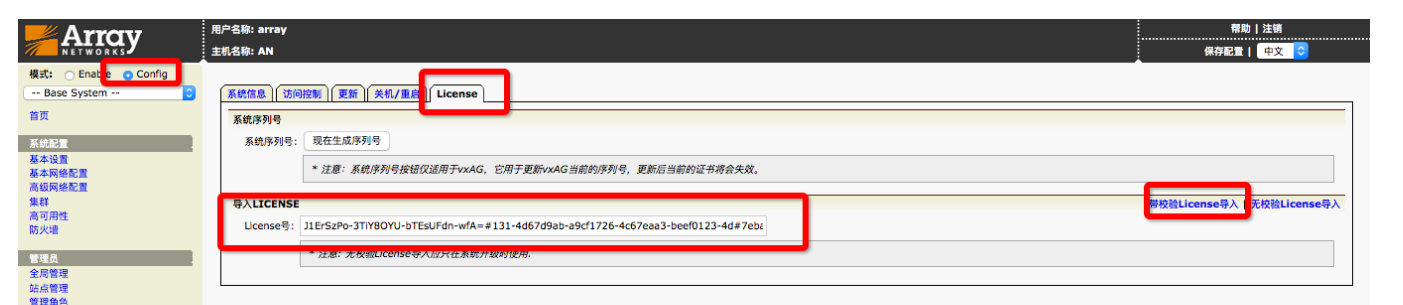 Array
NETWORKS
用户名称: array
主机名称: AN
帮助 | 注销
保存配置 | 中文
模式: Enable Config
-- Base System --
首页
系统配置
基本设置
基本网络配置
高级网络配置
集群
高可用性
防火墙
管理员
全局管理
站点管理
管理角色
系统信息 访问控制 更新 关机/重启 License
系统序列号
系统序列号: 现在生成序列号
* 注意: 系统序列号按钮仅适用于vxAG, 它用于更新vxAG当前的序列号, 更新后当前的证书将会失效。
导入LICENSE
带校验License导入 | 无校验License导入
License号: J1ErSzPo-3TiY8OYU-bTEsUFdn-wfA=#131-4d67d9ab-a9cf1726-4c67eaa3-beef0123-4d#7eba
* 注意: 无校验License导入应只在系统升级时使用.